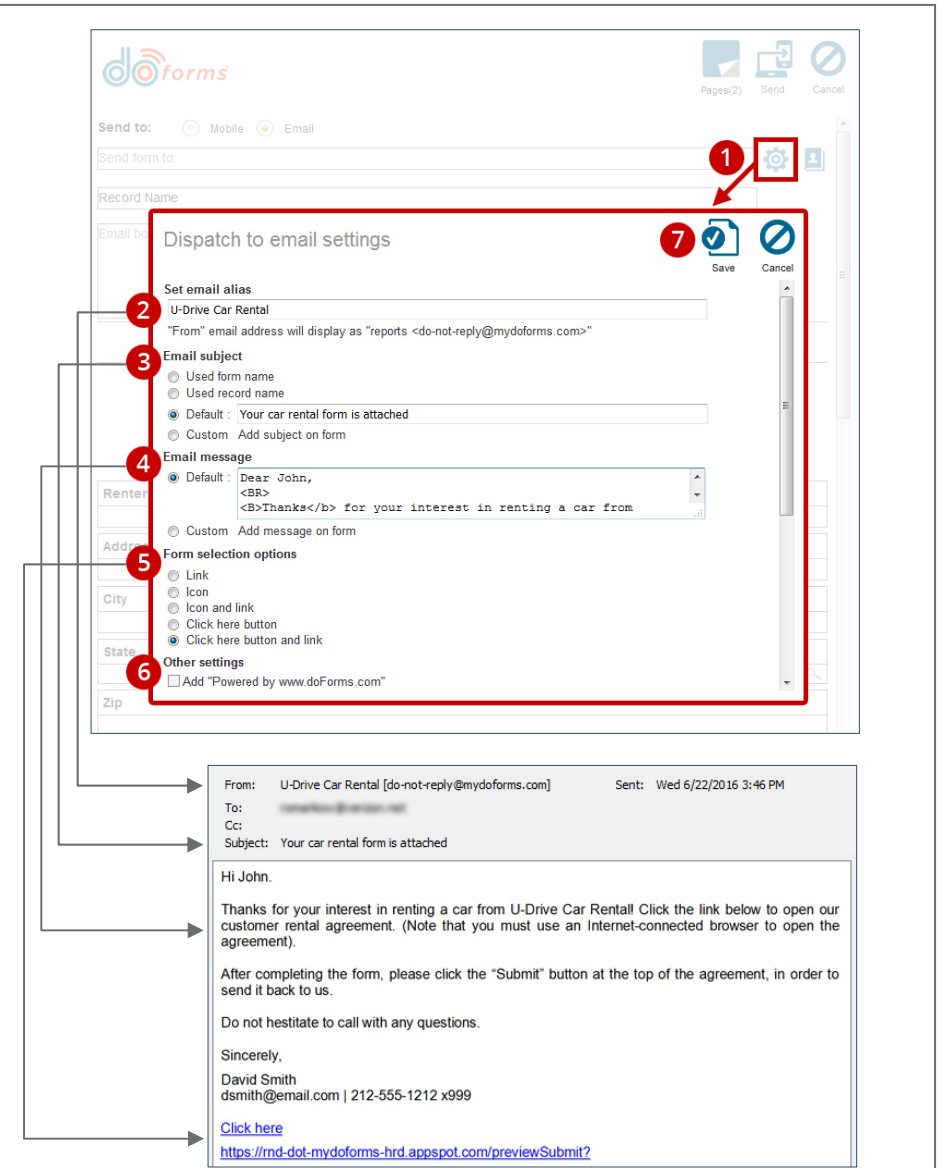 doforms
Pages(2) Send Cancel
Send to: Mobile Email
Send form to:
1
Record Name
Email bo
Dispatch to email settings
7
Save Cancel
Set email alias
2
U-Drive Car Rental
"From" email address will display as "reports <do-not-reply@mydoforms.com>"
3
Email subject
Used form name
Used record name
Default : Your car rental form is attached
Custom Add subject on form
4
Email message
Default : Dear John,
<BR>
<B>Thanks</b> for your interest in renting a car from
Renter
Custom Add message on form
Addre
5
Form selection options
Link
Icon
City
Icon and link
Click here button
Click here button and link
State
6
Other settings
Add "Powered by www.doForms.com"
Zip
From: U-Drive Car Rental [do-not-reply@mydoforms.com] Sent: Wed 6/22/2016 3:46 PM
To:
Cc:
Subject: Your car rental form is attached
Hi John.
Thanks for your interest in renting a car from U-Drive Car Rental! Click the link below to open our
customer rental agreement. (Note that you must use an Internet-connected browser to open the
agreement).
After completing the form, please click the “Submit” button at the top of the agreement, in order to
send it back to us.
Do not hestitate to call with any questions.
Sincerely,
David Smith
dsmith@email.com | 212-555-1212 x999
Click here
https://rnd-dot-mydoforms-hrd.appspot.com/previewSubmit?